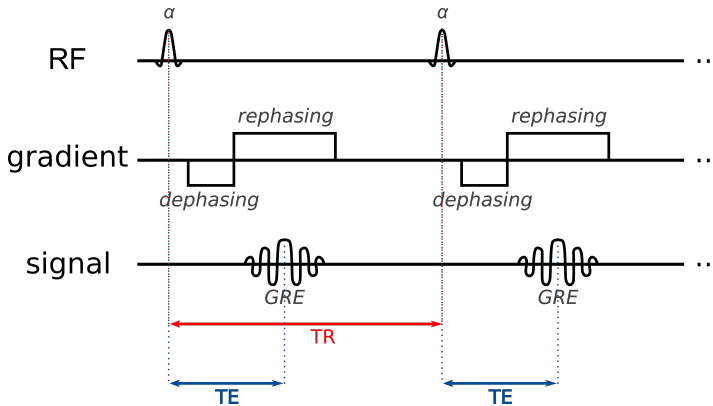 α α
RF ..
rephasing rephasing
gradient ..
dephasing dephasing
signal ..
GRE GRE
TR
TE TE